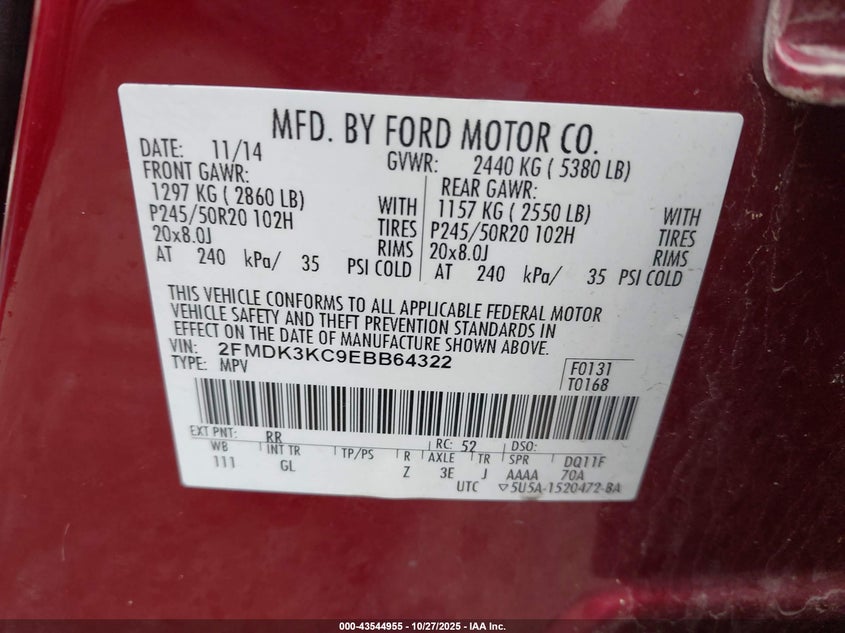 MFD. BY FORD MOTOR CO.
DATE: 11/14 GVWR: 2440 KG ( 5380 LB)
FRONT GAWR: REAR GAWR:
1297 KG ( 2860 LB) WITH 1157 KG ( 2550 LB) WITH
P245/50R20 102H TIRES P245/50R20 102H TIRES
20x8.0J RIMS 20x8.0J RIMS
AT 240 kPa/ 35 PSI COLD AT 240 kPa/ 35 PSI COLD
THIS VEHICLE CONFORMS TO ALL APPLICABLE FEDERAL MOTOR
VEHICLE SAFETY AND THEFT PREVENTION STANDARDS IN
EFFECT ON THE DATE OF MANUFACTURE SHOWN ABOVE.
VIN: 2FMDK3KC9EBB64322 F0131
TYPE: MPV T0168
EXT PNT: RR RC: 52 DSO:
WB INT TR TP/PS R AXLE TR SPR DQ11F
111 GL Z 3E J AAAA 70A
UTC ▽5U5A-1520472-BA
000-43544955 | 10/27/2025 - IAA Inc.